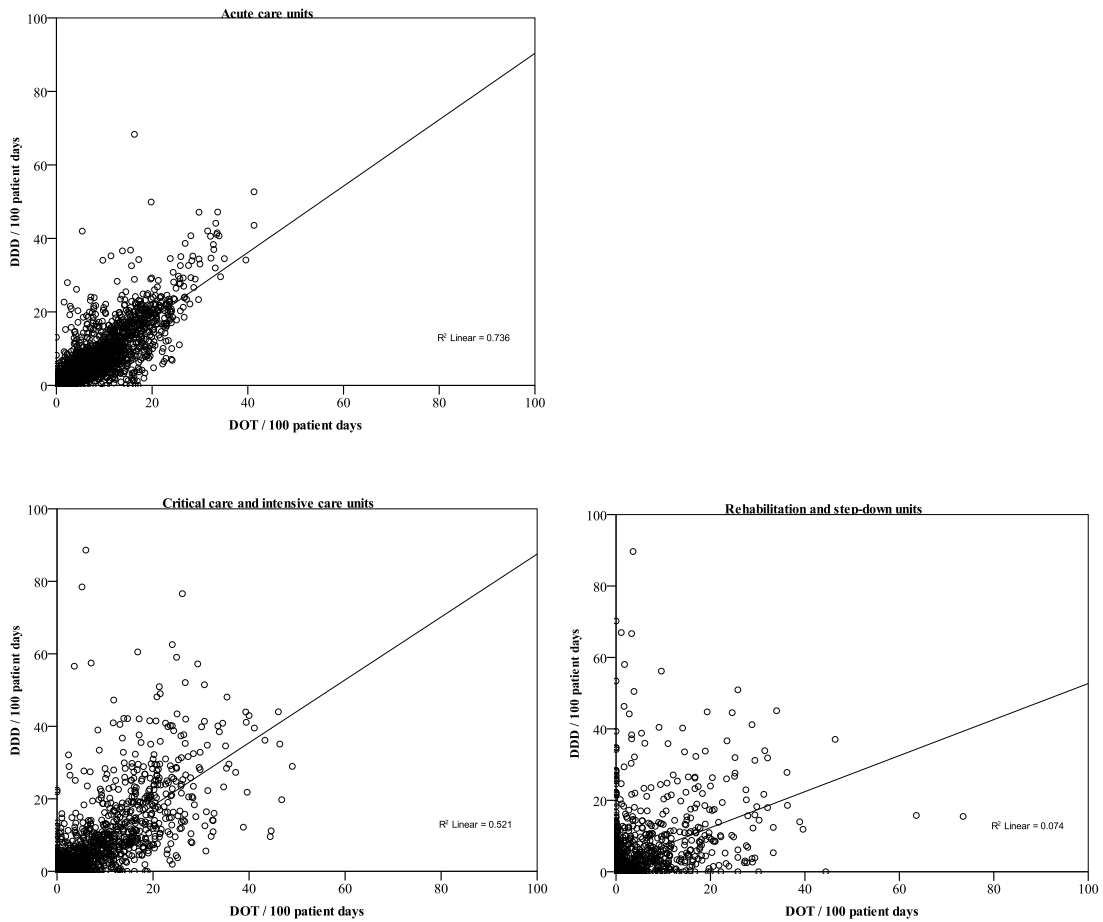 Acute care units
100
80
60
40
20
0
DDD / 100 patient days
R² Linear = 0.736
0 20 40 60 80 100
DOT / 100 patient days
Critical care and intensive care units
100
80
60
40
20
0
DDD / 100 patient days
R² Linear = 0.521
0 20 40 60 80 100
DOT / 100 patient days
Rehabilitation and step-down units
100
80
60
40
20
0
DDD / 100 patient days
R² Linear = 0.074
0 20 40 60 80 100
DOT / 100 patient days